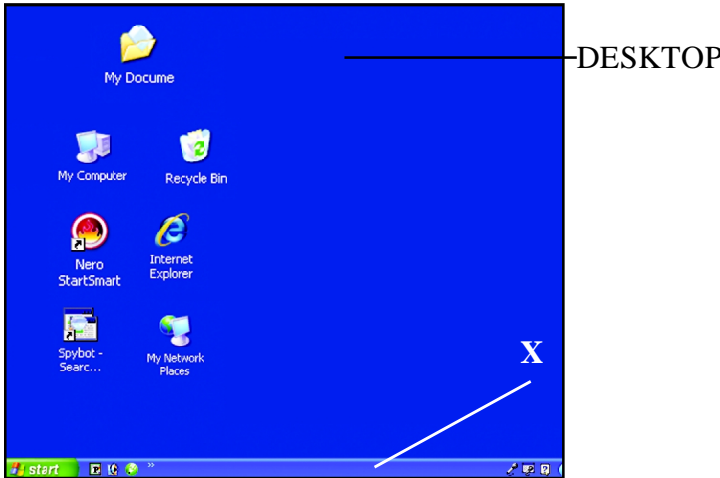 My Docume
DESKTOP
My Computer
Recycle Bin
Nero
StartSmart
Internet
Explorer
Spybot -
Searc...
My Network
Places
X
start